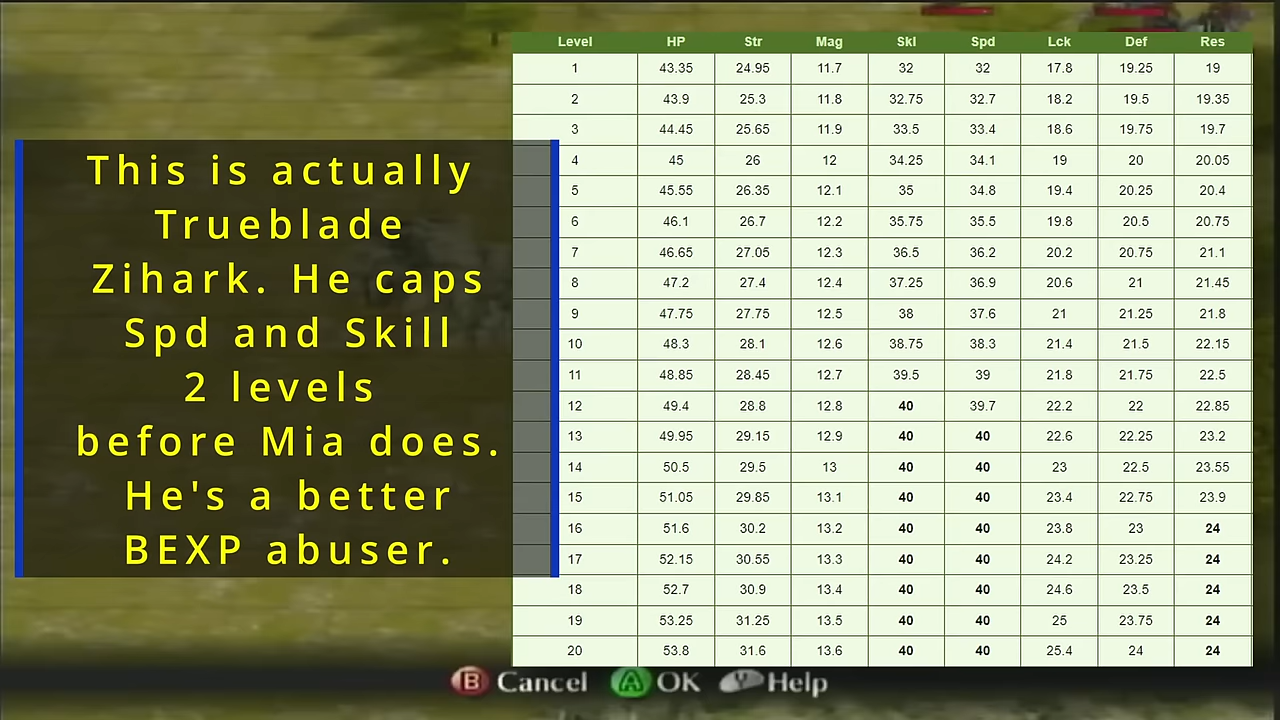 This is actually
Trueblade
Zihark. He caps
Spd and Skill
2 levels
before Mia does.
He's a better
BEXP abuser.
Level HP Str Mag Skl Spd Lck Def Res
1 43.35 24.95 11.7 32 32 17.8 19.25 19
2 43.9 25.3 11.8 32.75 32.7 18.2 19.5 19.35
3 44.45 25.65 11.9 33.5 33.4 18.6 19.75 19.7
4 45 26 12 34.25 34.1 19 20 20.05
5 45.55 26.35 12.1 35 34.8 19.4 20.25 20.4
6 46.1 26.7 12.2 35.75 35.5 19.8 20.5 20.75
7 46.65 27.05 12.3 36.5 36.2 20.2 20.75 21.1
8 47.2 27.4 12.4 37.25 36.9 20.6 21 21.45
9 47.75 27.75 12.5 38 37.6 21 21.25 21.8
10 48.3 28.1 12.6 38.75 38.3 21.4 21.5 22.15
11 48.85 28.45 12.7 39.5 39 21.8 21.75 22.5
12 49.4 28.8 12.8 40 39.7 22.2 22 22.85
13 49.95 29.15 12.9 40 40 22.6 22.25 23.2
14 50.5 29.5 13 40 40 23 22.5 23.55
15 51.05 29.85 13.1 40 40 23.4 22.75 23.9
16 51.6 30.2 13.2 40 40 23.8 23 24
17 52.15 30.55 13.3 40 40 24.2 23.25 24
18 52.7 30.9 13.4 40 40 24.6 23.5 24
19 53.25 31.25 13.5 40 40 25 23.75 24
20 53.8 31.6 13.6 40 40 25.4 24 24
B Cancel A OK Y Help